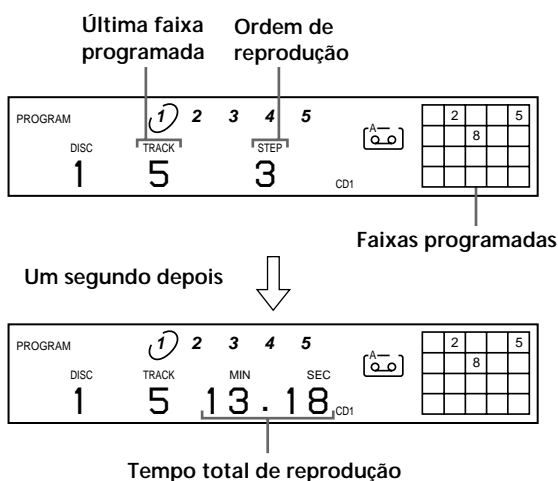 Última faixa programada
Ordem de reprodução
PROGRAM 1 2 3 4 5 A 2 5
8
DISC TRACK STEP
1 5 3 CD1
Faixas programadas
Um segundo depois
PROGRAM 1 2 3 4 5 A 2 5
8
DISC TRACK MIN SEC
1 5 13.18 CD1
Tempo total de reprodução